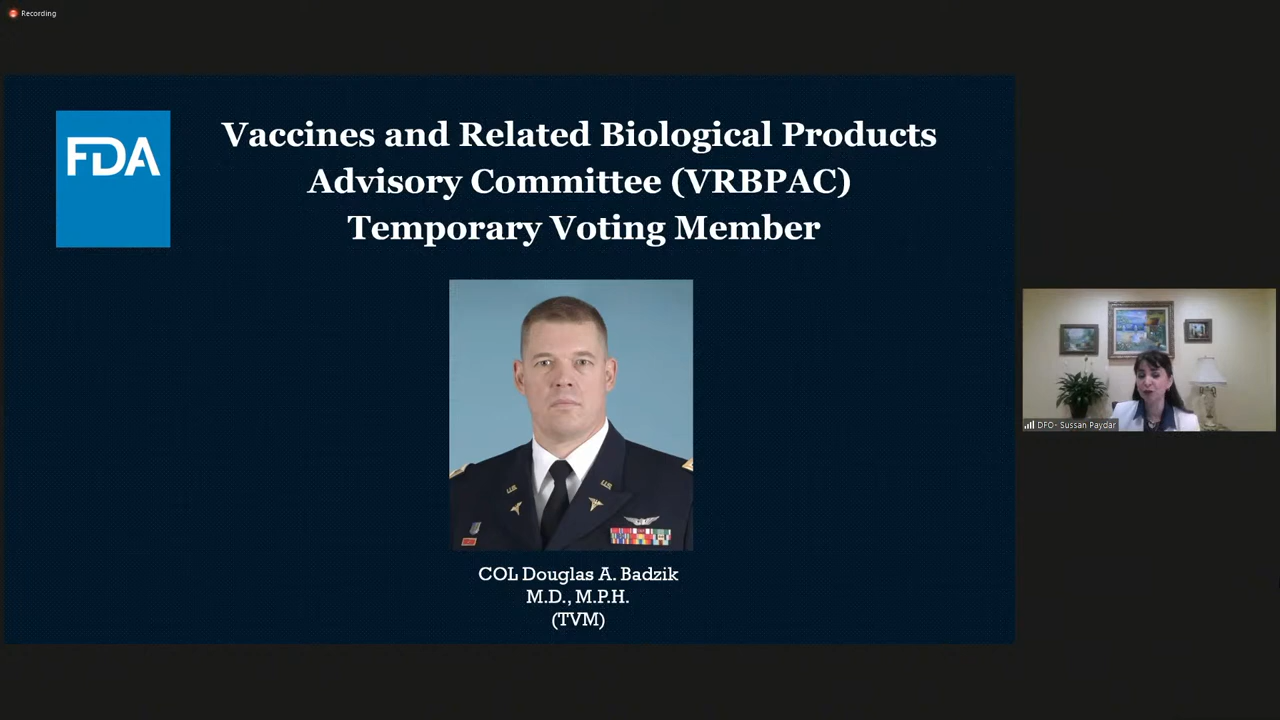 Recording
FDA
Vaccines and Related Biological Products
Advisory Committee (VRBPAC)
Temporary Voting Member
COL Douglas A. Badzik
M.D., M.P.H.
(TVM)
DFO- Sussan Paydar